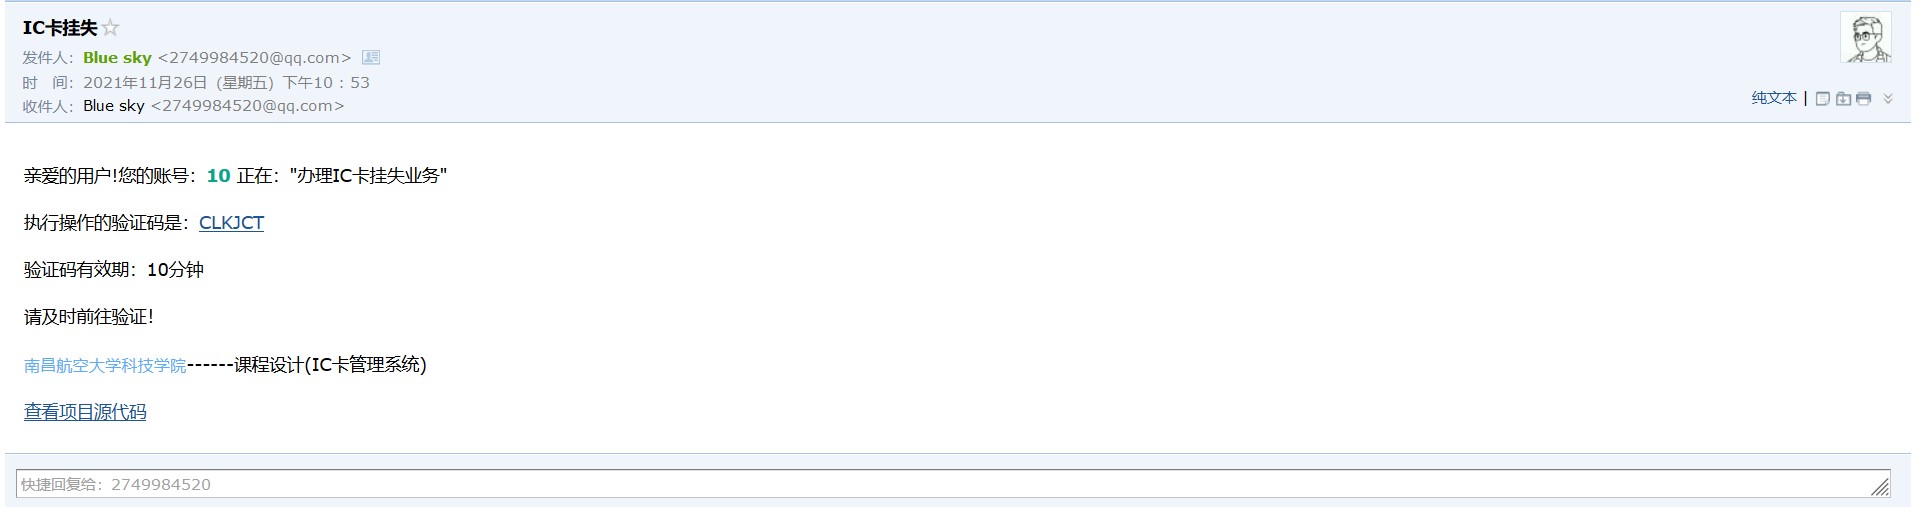 IC卡挂失
发件人：Blue sky <2749984520@qq.com>
时　间：2021年11月26日（星期五）下午10：53
收件人：Blue sky <2749984520@qq.com>
纯文本 |
亲爱的用户!您的账号：10 正在："办理IC卡挂失业务"
执行操作的验证码是：CLKJCT
验证码有效期：10分钟
请及时前往验证！
南昌航空大学科技学院------课程设计(IC卡管理系统)
查看项目源代码
快捷回复给：2749984520